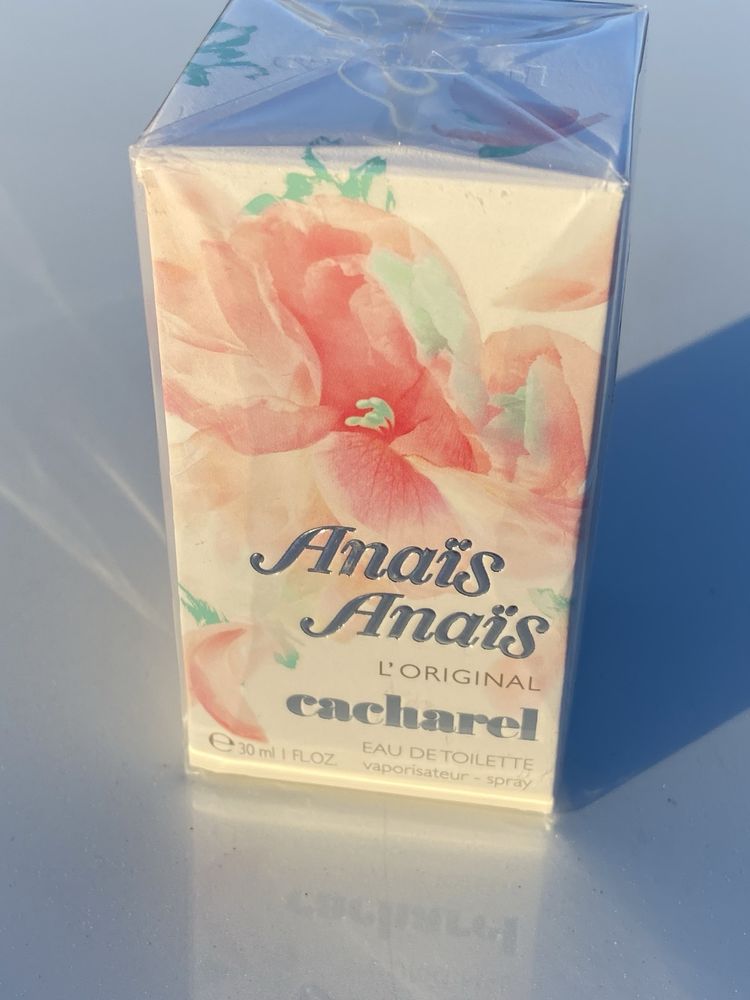 Anaïs
Anaïs
L'ORIGINAL
cacharel
EAU DE TOILETTE
vaporisateur - spray
℮ 30 ml 1 FL.OZ.